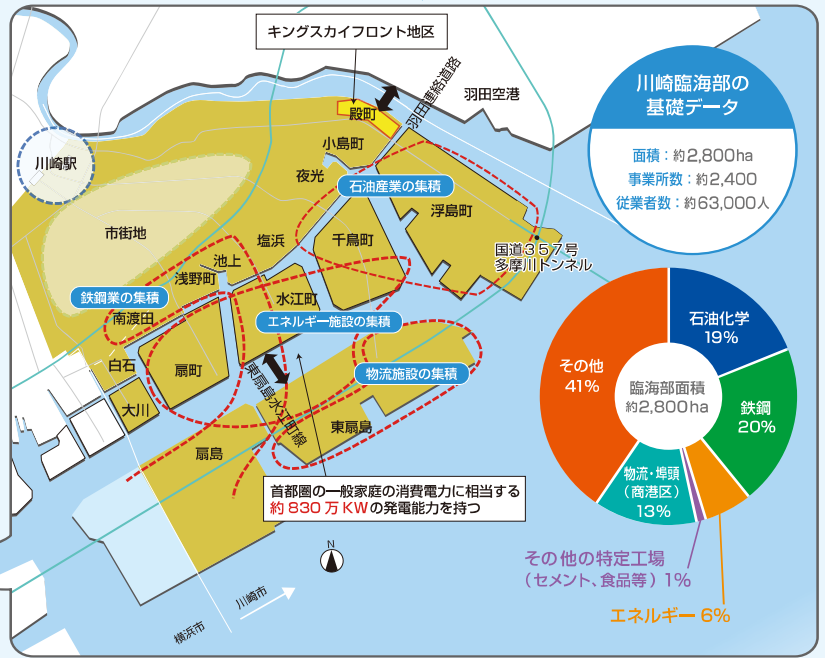 キングスカイフロント地区
羽田連絡道路
羽田空港
殿町
小島町
夜光
川崎駅
石油産業の集積
浮島町
市街地
塩浜
千鳥町
国道３５７号
多摩川トンネル
池上
浅野町
鉄鋼業の集積
水江町
南渡田
エネルギー施設の集積
白石
扇町
物流施設の集積
大川
東扇島水江町線
東扇島
扇島
首都圏の一般家庭の消費電力に相当する
約830万KWの発電能力を持つ
N
川崎市
横浜市
川崎臨海部の
基礎データ
面積：約2,800ha
事業所数：約2,400
従業者数：約63,000人
石油化学
19%
その他
41%
臨海部面積
約2,800ha
鉄鋼
20%
物流・埠頭
（商港区）
13%
その他の特定工場
（セメント、食品等）1%
エネルギー6%